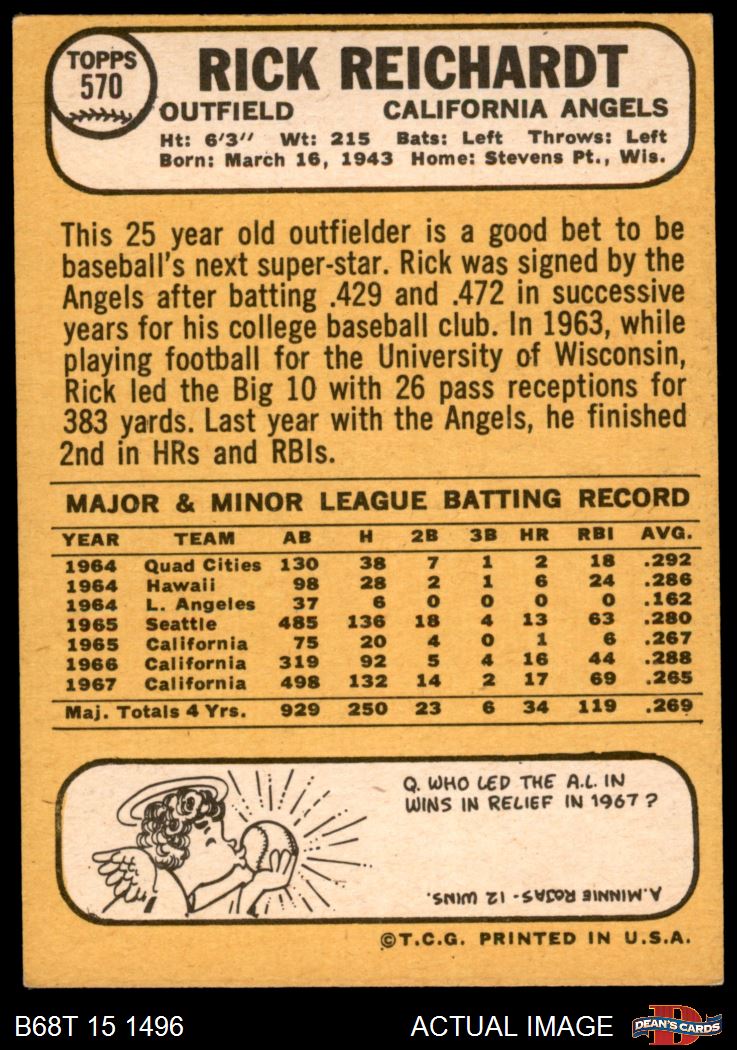 TOPPS
570
RICK REICHARDT
OUTFIELD CALIFORNIA ANGELS
Ht: 6'3" Wt: 215 Bats: Left Throws: Left
Born: March 16, 1943 Home: Stevens Pt., Wis.
This 25 year old outfielder is a good bet to be
baseball's next super-star. Rick was signed by the
Angels after batting .429 and .472 in successive
years for his college baseball club. In 1963, while
playing football for the University of Wisconsin,
Rick led the Big 10 with 26 pass receptions for
383 yards. Last year with the Angels, he finished
2nd in HRs and RBIs.
MAJOR & MINOR LEAGUE BATTING RECORD
YEAR TEAM AB H 2B 3B HR RBI AVG.
1964 Quad Cities 130 38 7 1 2 18 .292
1964 Hawaii 98 28 2 1 6 24 .286
1964 L. Angeles 37 6 0 0 0 0 .162
1965 Seattle 485 136 18 4 13 63 .280
1965 California 75 20 4 0 1 6 .267
1966 California 319 92 5 4 16 44 .288
1967 California 498 132 14 2 17 69 .265
Maj. Totals 4 Yrs. 929 250 23 6 34 119 .269
Q. WHO LED THE A.L. IN
WINS IN RELIEF IN 1967?
A. MINNIE ROJAS - 12 WINS.
©T.C.G. PRINTED IN U.S.A.
B68T 15 1496 ACTUAL IMAGE DEAN'S CARDS